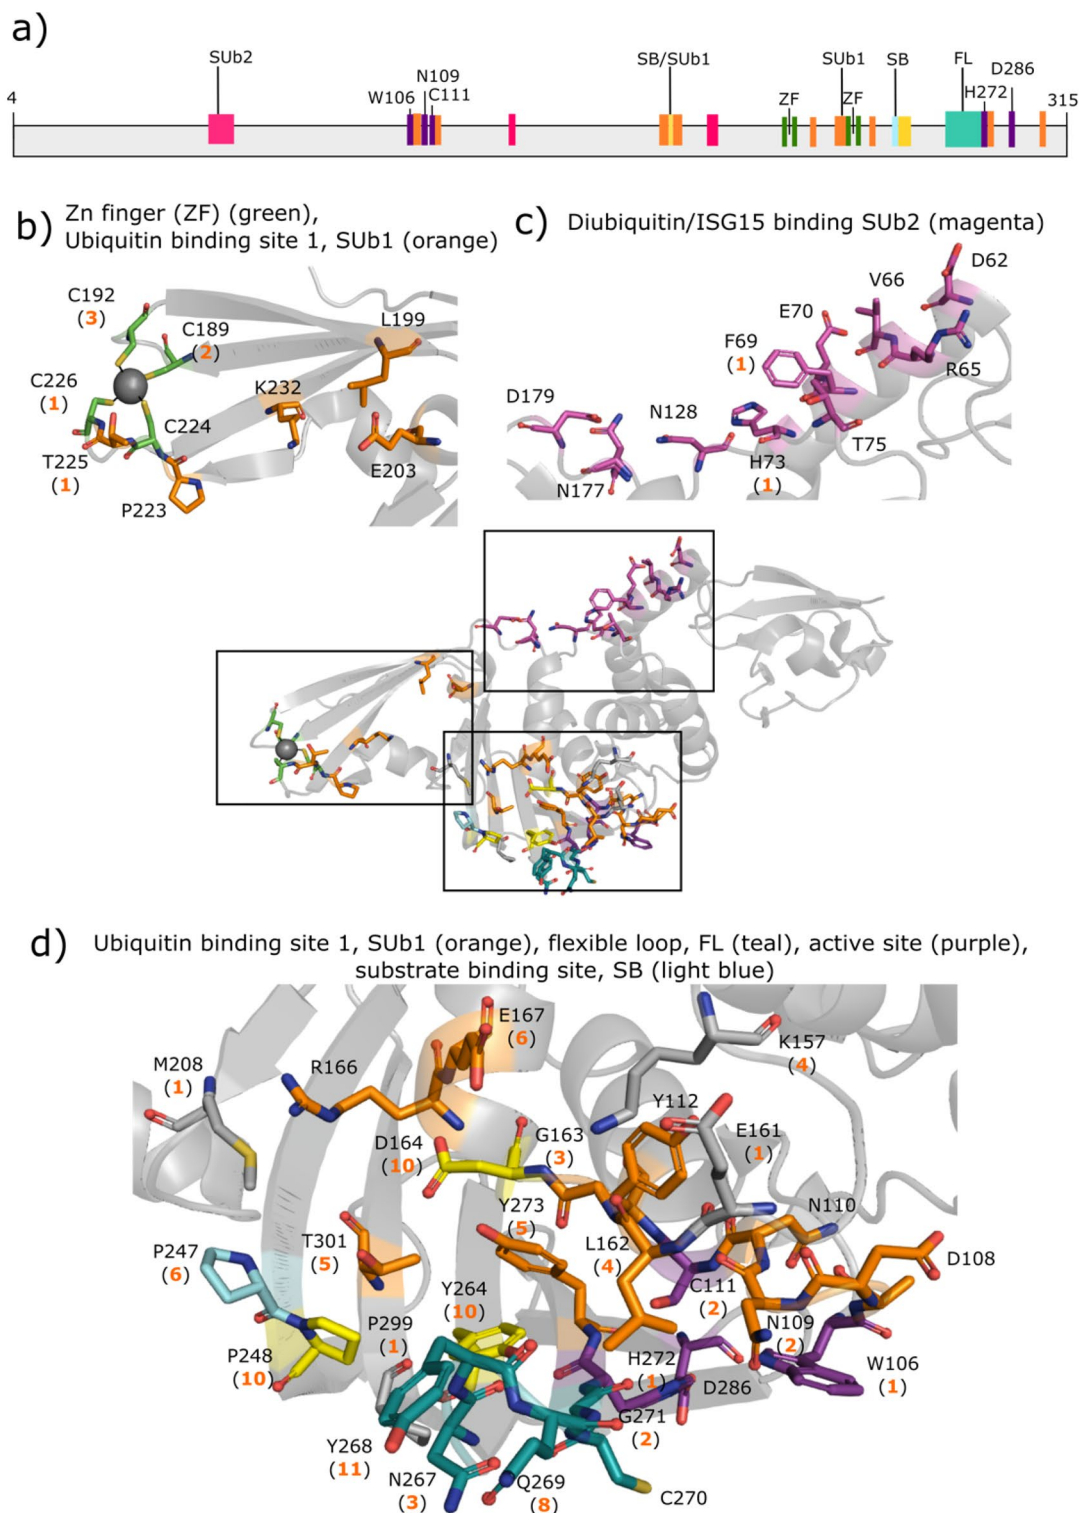 a)
SUb2
SB/SUb1
SUb1
SB
FL
D286
N109
W106
C111
ZF
ZF
H272
4
315
b) Zn finger (ZF) (green),
Ubiquitin binding site 1, SUb1 (orange)
C192
(3)
C189
(2)
L199
C226
(1)
K232
C224
T225
(1)
E203
P223
c) Diubiquitin/ISG15 binding SUb2 (magenta)
D62
V66
E70
F69
(1)
R65
D179
N128
T75
H73
(1)
N177
d) Ubiquitin binding site 1, SUb1 (orange), flexible loop, FL (teal), active site (purple),
substrate binding site, SB (light blue)
E167
(6)
K157
(4)
M208
(1)
R166
Y112
D164
(10)
G163
(3)
E161
(1)
Y273
(5)
N110
P247
(6)
T301
(5)
L162
(4)
D108
C111
(2)
Y264
(10)
P299
(1)
N109
(2)
P248
(10)
H272
(1)
W106
(1)
D286
G271
(2)
Y268
(11)
N267
(3)
Q269
(8)
C270